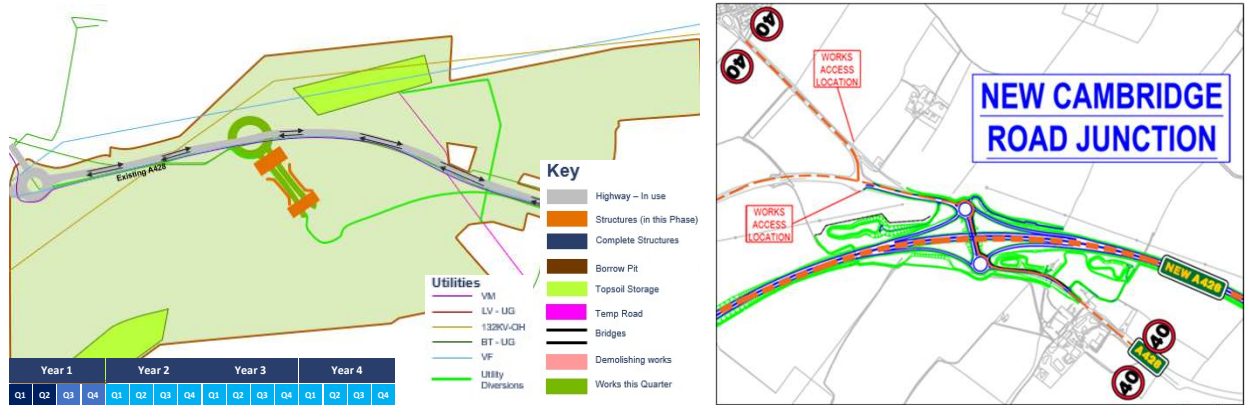 Existing A428
Key
Highway – In use
Structures (in this Phase)
Complete Structures
Borrow Pit
Topsoil Storage
Temp Road
Bridges
Demolishing works
Works this Quarter
Utilities
VM
LV - UG
132KV-OH
BT - UG
VF
Utility
Diversions
Year 1 Year 2 Year 3 Year 4
Q1 Q2 Q3 Q4 Q1 Q2 Q3 Q4 Q1 Q2 Q3 Q4 Q1 Q2 Q3 Q4
40
40
WORKS
ACCESS
LOCATION
NEW CAMBRIDGE
ROAD JUNCTION
WORKS
ACCESS
LOCATION
NEW A428
40
A428
40